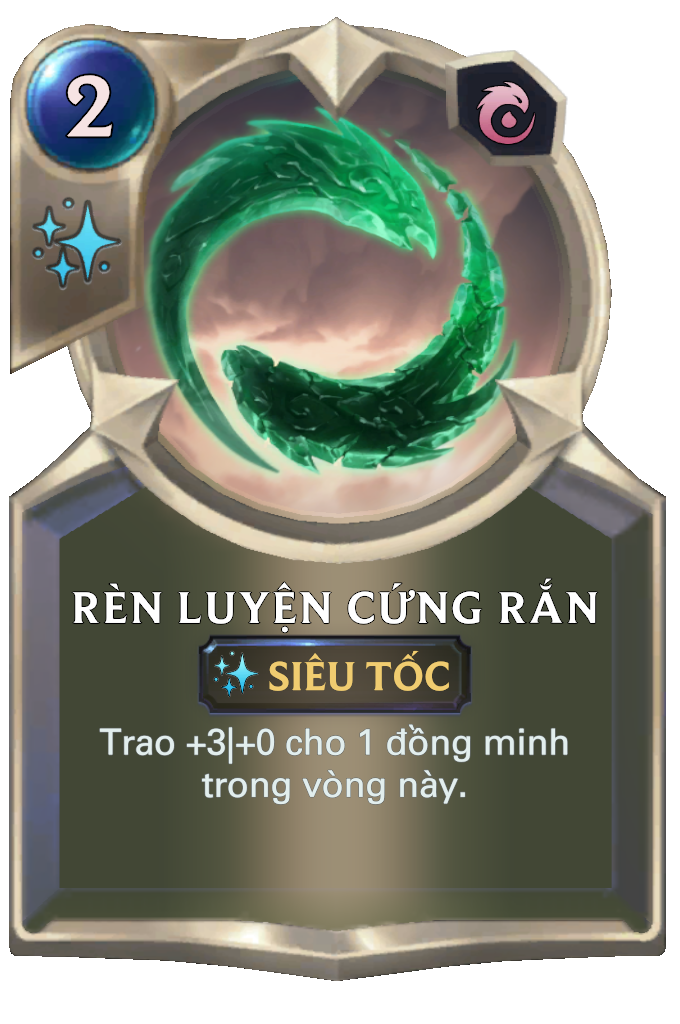 2
RÈN LUYỆN CỨNG RẮN
SIÊU TỐC
Trao +3|+0 cho 1 đồng minh
trong vòng này.